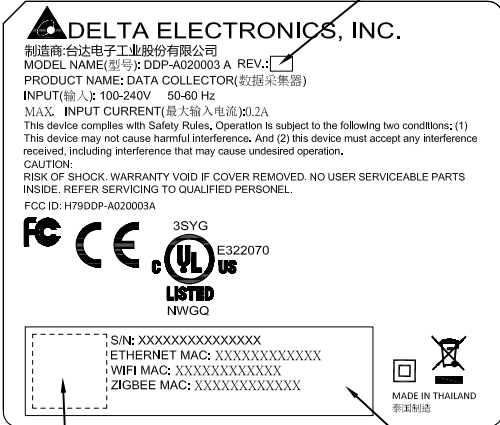 DELTA ELECTRONICS, INC.
制造商:台达电子工业股份有限公司
MODEL NAME(型号): DDP-A020003 A REV.:
PRODUCT NAME: DATA COLLECTOR(数据采集器)
INPUT(输入): 100-240V 50-60 Hz
MAX. INPUT CURRENT(最大输入电流):0.2A
This device complies with Safety Rules. Operation is subject to the following two conditions: (1)
This device may not cause harmful interference. And (2) this device must accept any interference
received, including interference that may cause undesired operation.
CAUTION:
RISK OF SHOCK. WARRANTY VOID IF COVER REMOVED. NO USER SERVICEABLE PARTS
INSIDE. REFER SERVICING TO QUALIFIED PERSONEL.
FCC ID: H79DDP-A020003A
FC CE
3SYG
C UL US E322070
LISTED
NWGQ
S/N: XXXXXXXXXXXXXXX
ETHERNET MAC: XXXXXXXXXXXX
WIFI MAC: XXXXXXXXXXXX
ZIGBEE MAC: XXXXXXXXXXXX
MADE IN THAILAND
泰国制造